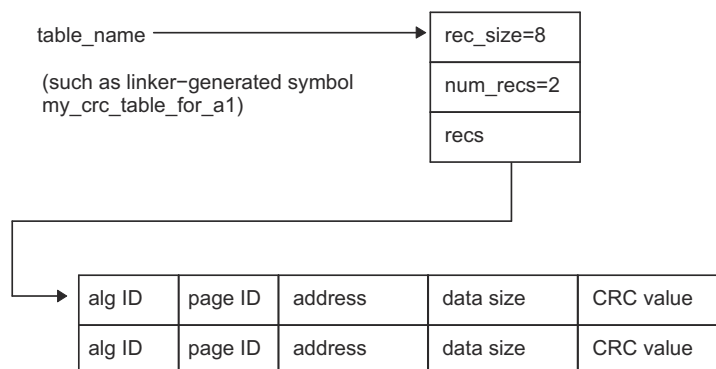 table_name
rec_size=8
(such as linker−generated symbol
my_crc_table_for_a1)
num_recs=2
recs
alg ID page ID address data size CRC value
alg ID page ID address data size CRC value